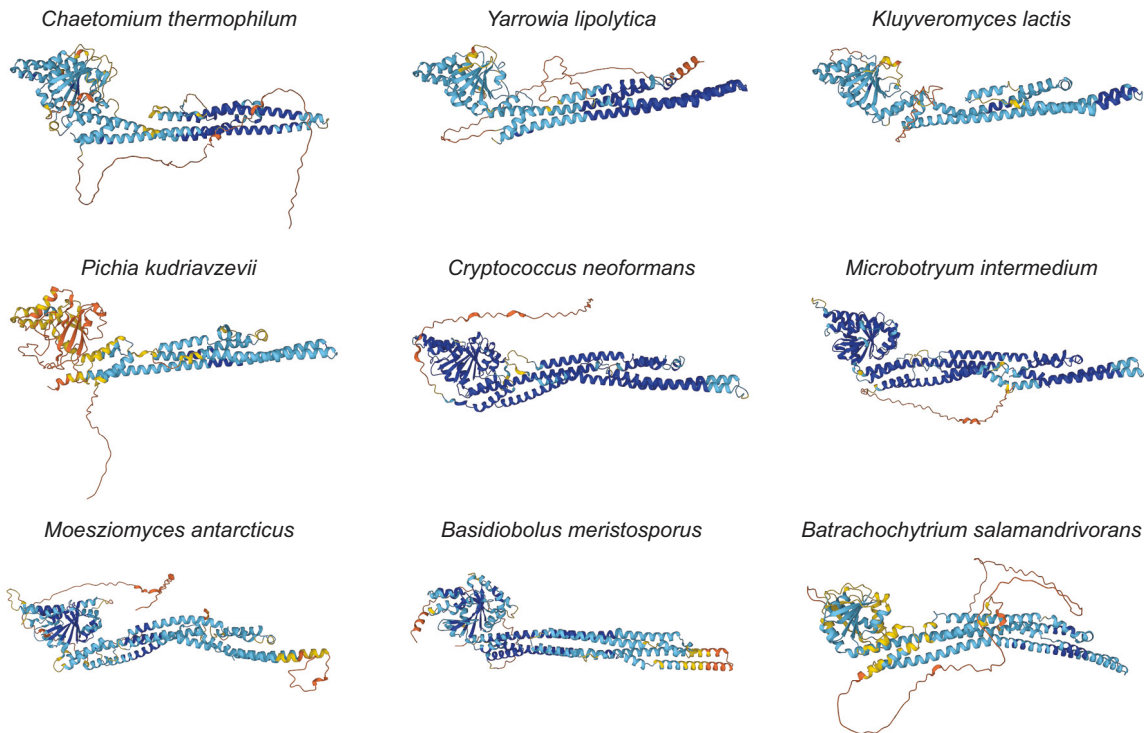 Chaetomium thermophilum
Yarrowia lipolytica
Kluyveromyces lactis
Pichia kudriavzevii
Cryptococcus neoformans
Microbotryum intermedium
Moesziomyces antarcticus
Basidiobolus meristosporus
Batrachochytrium salamandrivorans